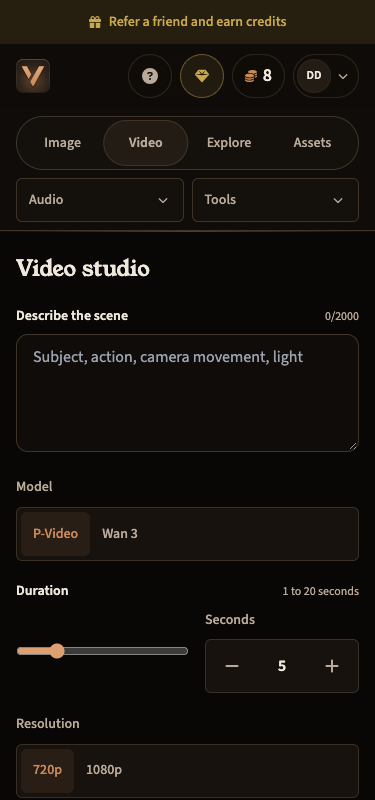 Refer a friend and earn credits
8
DD
Image
Video
Explore
Assets
Audio
Tools
Video studio
Describe the scene
0/2000
Subject, action, camera movement, light
Model
P-Video
Wan 3
Duration
1 to 20 seconds
Seconds
5
Resolution
720p
1080p